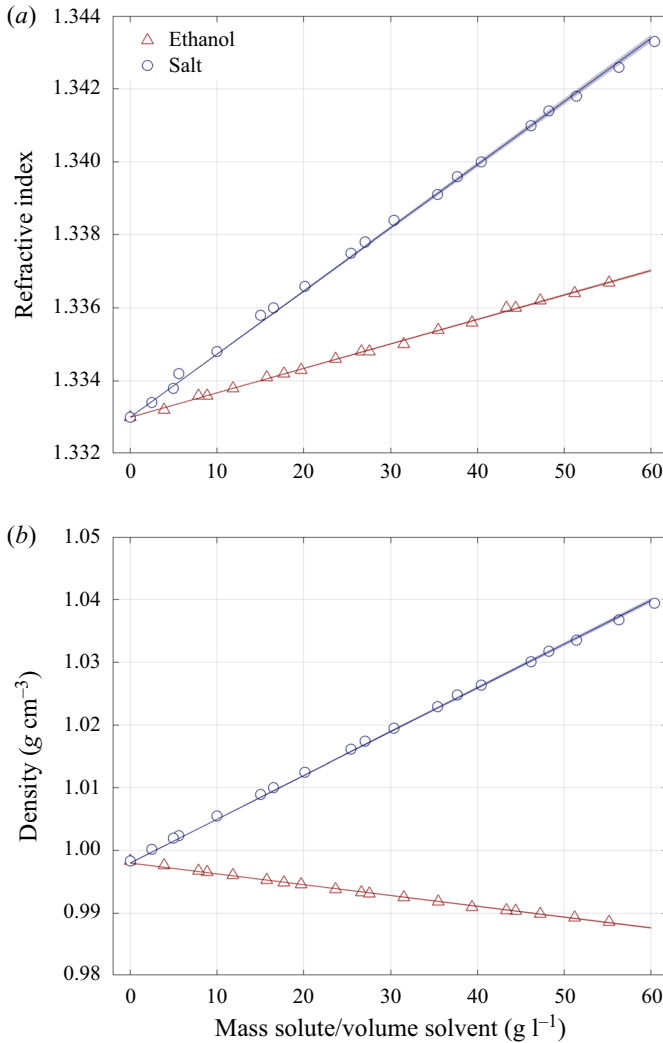 (a)
1.344
1.342
1.340
1.338
1.336
1.333
1.332
Refractive index
Ethanol
Salt
0 10 20 30 40 50 60
(b)
1.05
1.04
1.03
1.02
1.01
1.00
0.99
0.98
Density (g cm⁻³)
0 10 20 30 40 50 60
Mass solute/volume solvent (g l⁻¹)